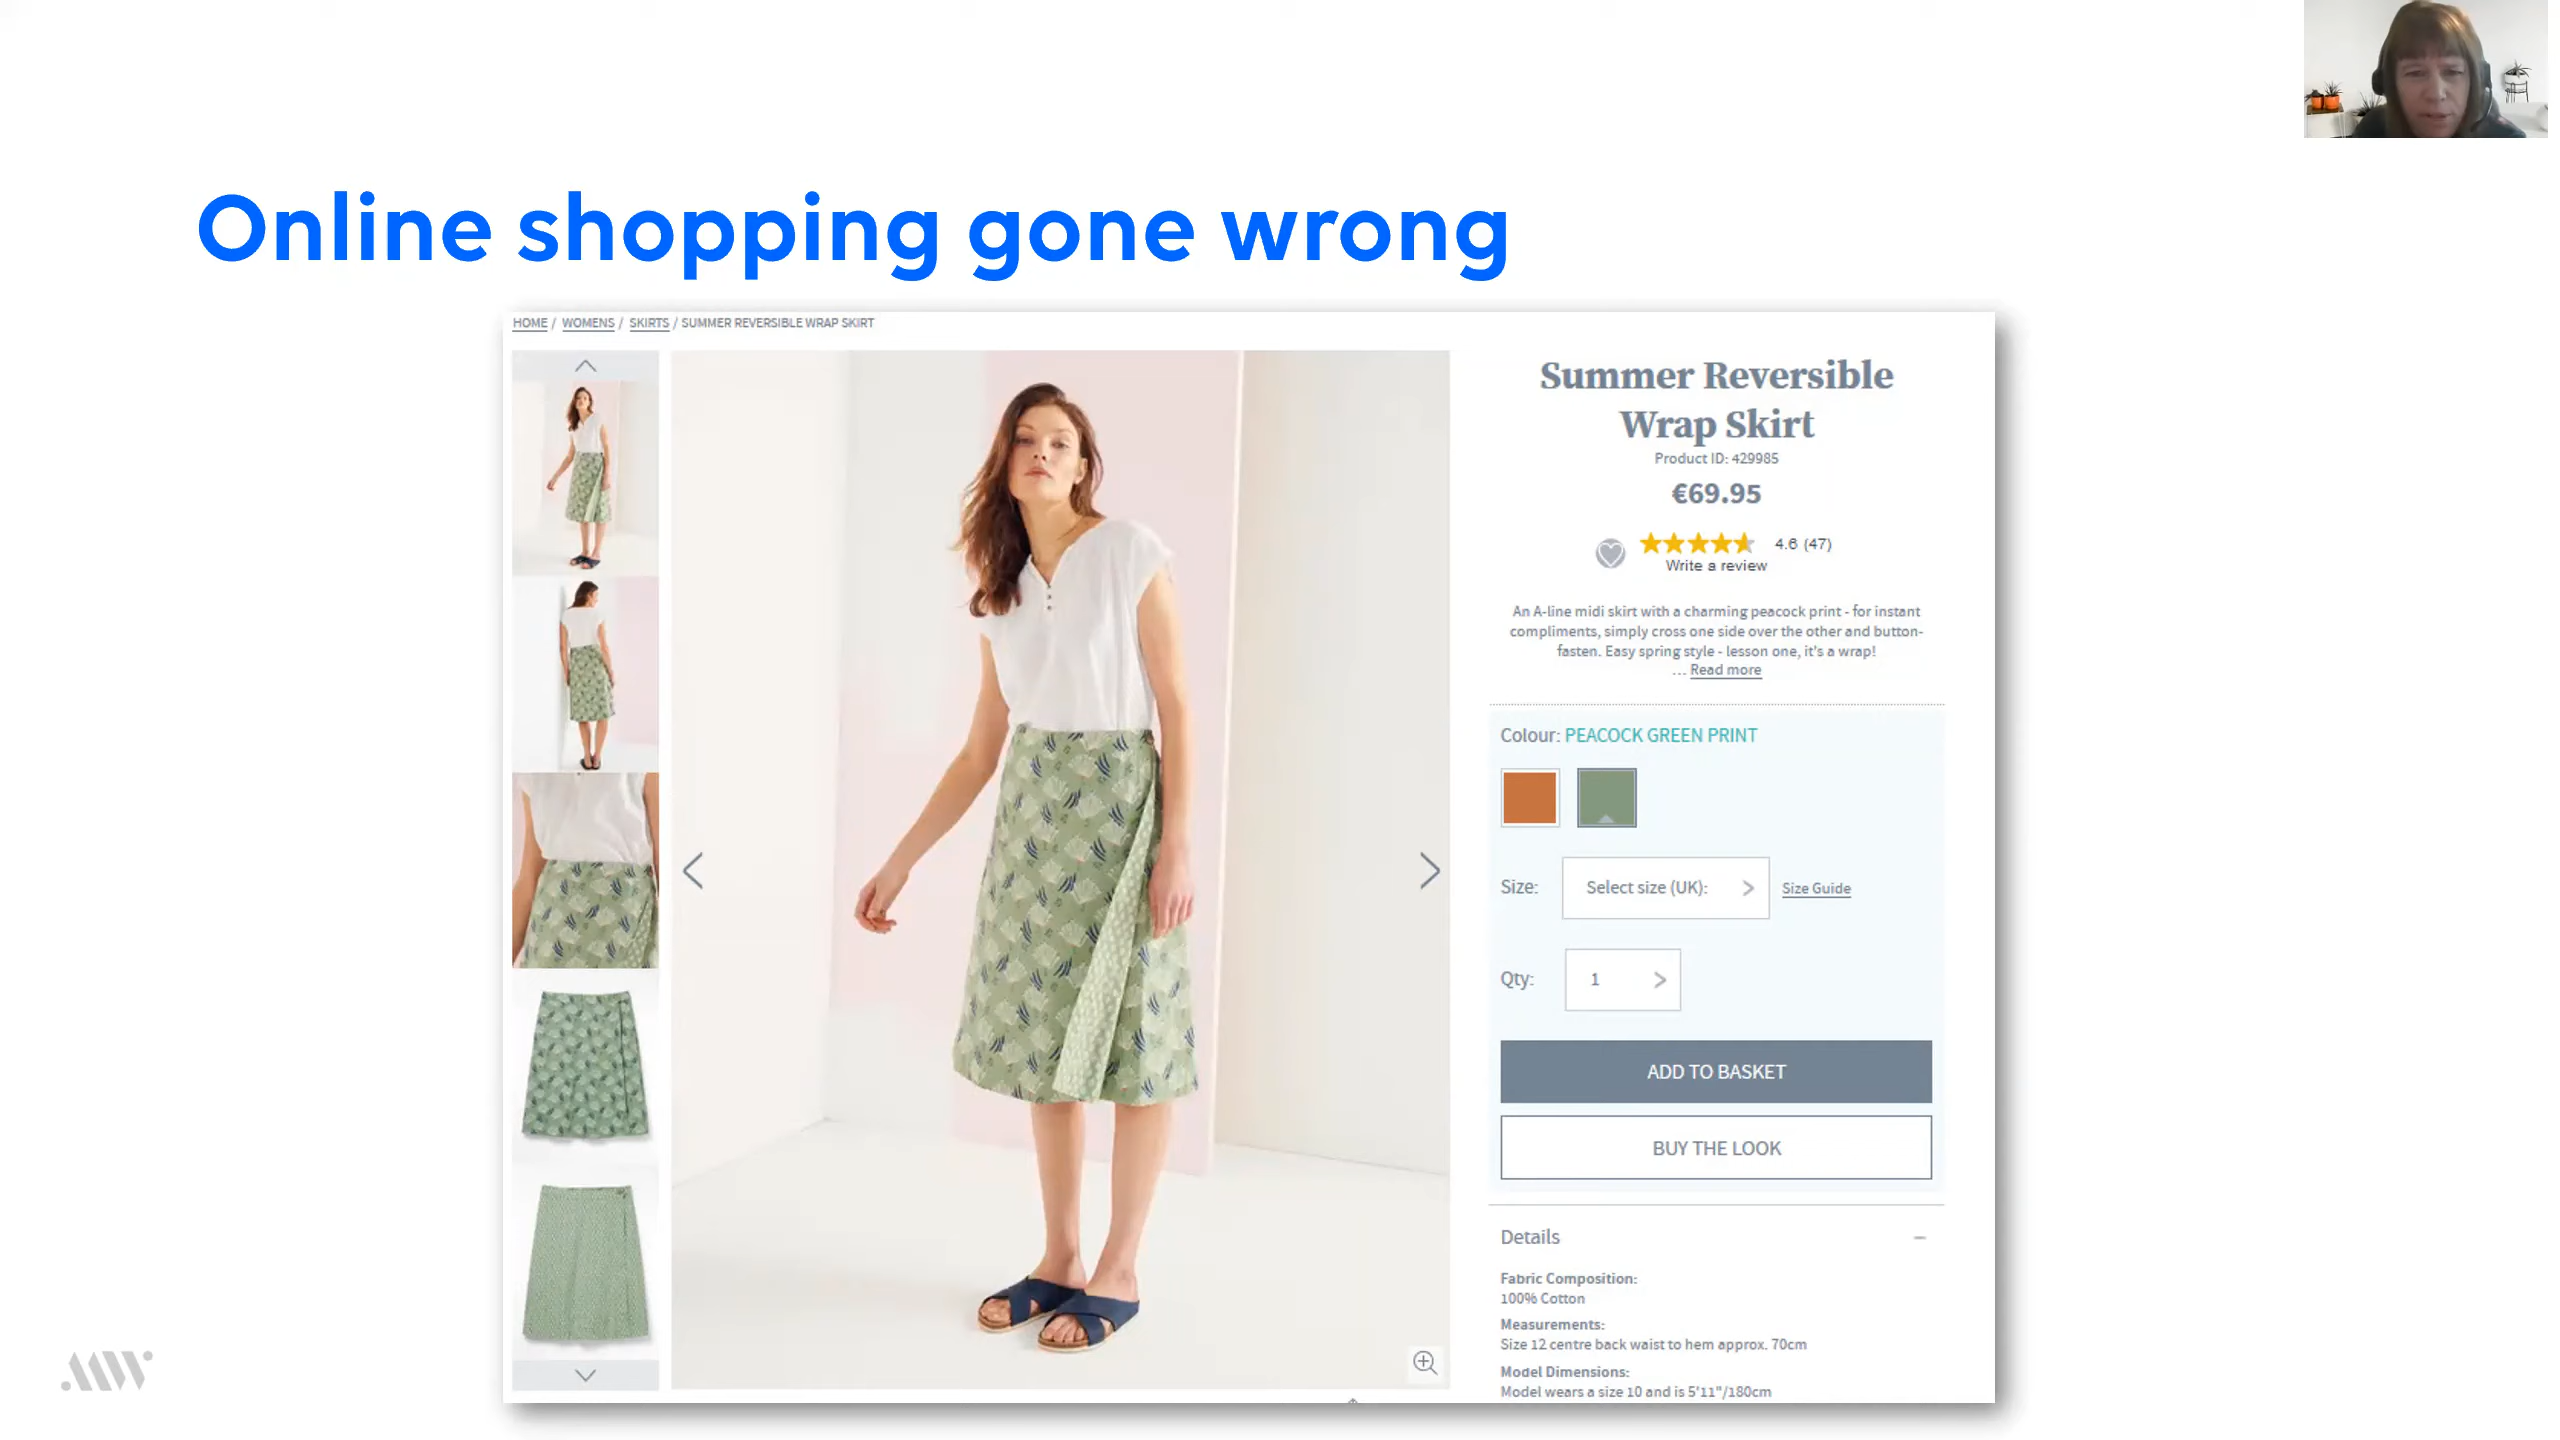 Online shopping gone wrong
HOME / WOMENS / SKIRTS / SUMMER REVERSIBLE WRAP SKIRT
Summer Reversible
Wrap Skirt
Product ID: 429985
€69.95
4.6 (47)
Write a review
An A-line midi skirt with a charming peacock print - for instant
compliments, simply cross one side over the other and button-
fasten. Easy spring style - lesson one, it's a wrap!
... Read more
Colour: PEACOCK GREEN PRINT
Size: Select size (UK): Size Guide
Qty: 1
ADD TO BASKET
BUY THE LOOK
Details
Fabric Composition:
100% Cotton
Measurements:
Size 12 centre back waist to hem approx. 70cm
Model Dimensions:
Model wears a size 10 and is 5'11"/180cm